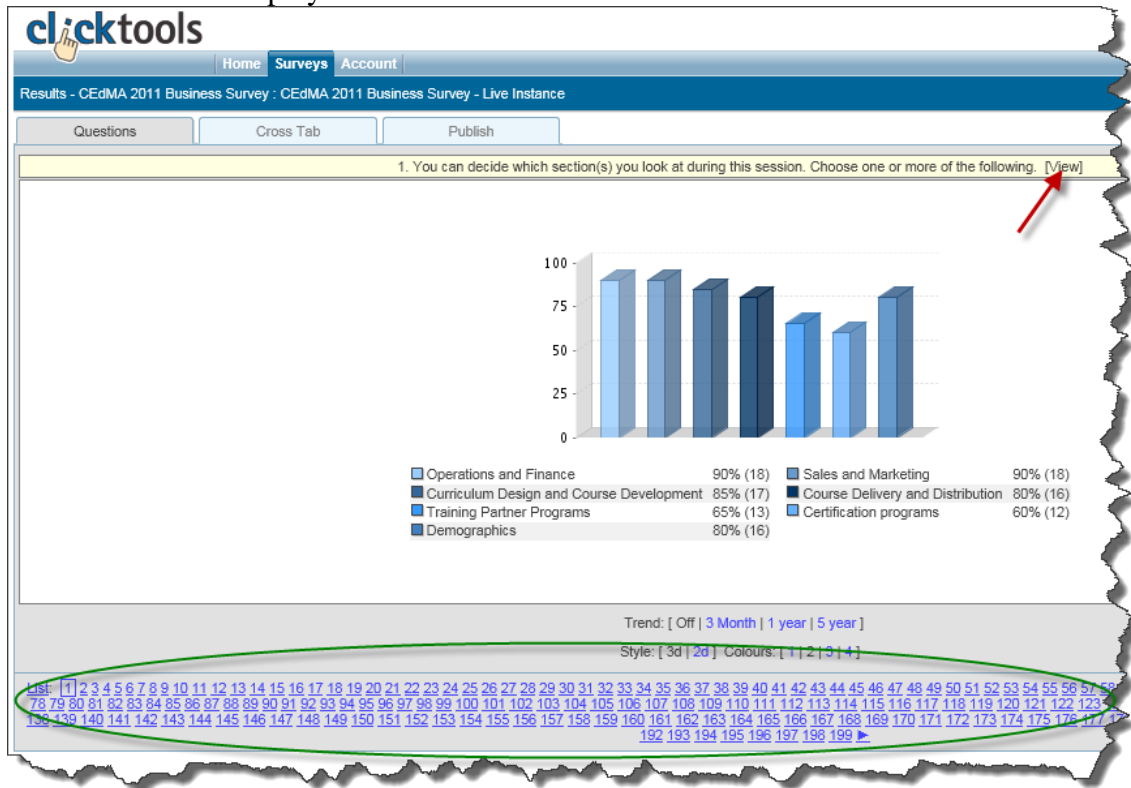 clicktools
Home Surveys Account
Results - CEdMA 2011 Business Survey : CEdMA 2011 Business Survey - Live Instance
Questions Cross Tab Publish
1. You can decide which section(s) you look at during this session. Choose one or more of the following. [View]
100
75
50
25
0
Operations and Finance 90% (18) Sales and Marketing 90% (18)
Curriculum Design and Course Development 85% (17) Course Delivery and Distribution 80% (16)
Training Partner Programs 65% (13) Certification programs 60% (12)
Demographics 80% (16)
Trend: [ Off | 3 Month | 1 year | 5 year ]
Style: [ 3d | 2d ] Colours: [ 1 | 2 | 3 | 4 ]
List: 1 2 3 4 5 6 7 8 9 10 11 12 13 14 15 16 17 18 19 20 21 22 23 24 25 26 27 28 29 30 31 32 33 34 35 36 37 38 39 40 41 42 43 44 45 46 47 48 49 50 51 52 53 54 55 56 57 58
78 79 80 81 82 83 84 85 86 87 88 89 90 91 92 93 94 95 96 97 98 99 100 101 102 103 104 105 106 107 108 109 110 111 112 113 114 115 116 117 118 119 120 121 122 123
138 139 140 141 142 143 144 145 146 147 148 149 150 151 152 153 154 155 156 157 158 159 160 161 162 163 164 165 166 167 168 169 170 171 172 173 174 175 176 177
192 193 194 195 196 197 198 199 ►